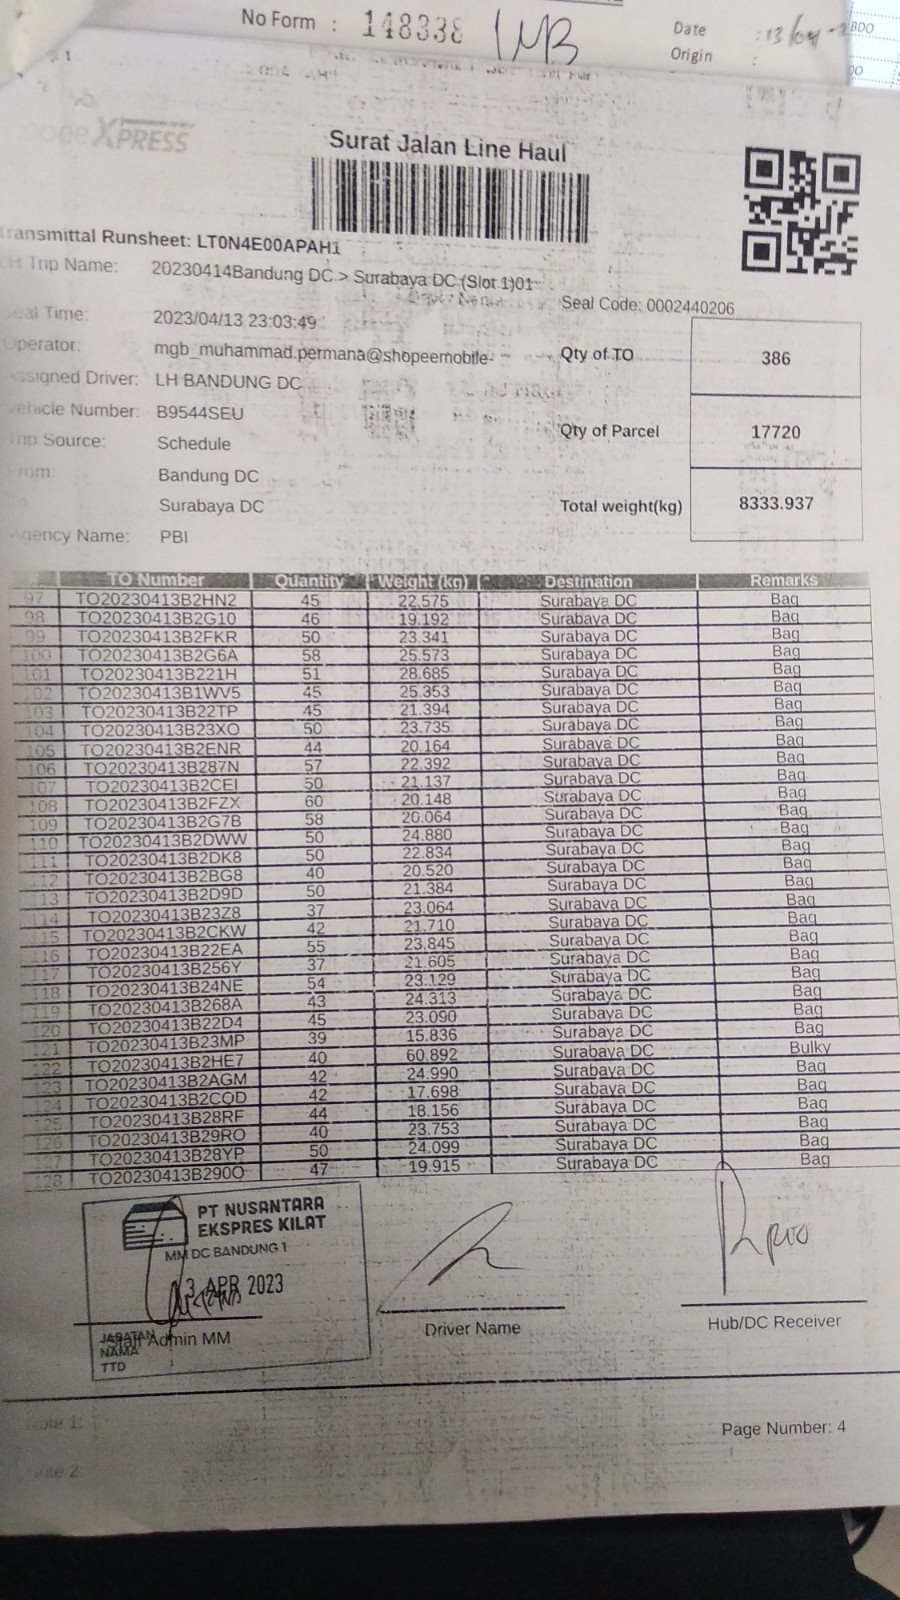 No Form : 148338
Date : 13/04
BDO
Origin :
XPRESS
Surat Jalan Line Haul
Transmittal Runsheet: LT0N4E00APAH1
LH Trip Name: 20230414Bandung DC > Surabaya DC (Slot 1)01
Seal Code: 0002440206
Seal Time: 2023/04/13 23:03:49
Operator: mgb_muhammad.permana@shopeemobile-
Qty of TO 386
Assigned Driver: LH BANDUNG DC
Vehicle Number: B9544SEU
Qty of Parcel 17720
Trip Source: Schedule
From: Bandung DC
Surabaya DC
Total weight(kg) 8333.937
Agency Name: PBI
TO Number Quantity Weight (kg) Destination Remarks
97 TO20230413B2HN2 45 22.575 Surabaya DC Bag
98 TO20230413B2G10 46 19.192 Surabaya DC Bag
99 TO20230413B2FKR 50 23.341 Surabaya DC Bag
100 TO20230413B2G6A 58 25.573 Surabaya DC Bag
101 TO20230413B221H 51 28.685 Surabaya DC Bag
102 TO20230413B1WV5 45 25.353 Surabaya DC Bag
103 TO20230413B22TP 45 21.394 Surabaya DC Bag
104 TO20230413B23XO 50 23.735 Surabaya DC Bag
105 TO20230413B2ENR 44 20.164 Surabaya DC Bag
106 TO20230413B287N 57 22.392 Surabaya DC Bag
107 TO20230413B2CEI 50 21.137 Surabaya DC Bag
108 TO20230413B2FZX 60 20.148 Surabaya DC Bag
109 TO20230413B2G7B 58 20.064 Surabaya DC Bag
110 TO20230413B2DWW 50 24.880 Surabaya DC Bag
111 TO20230413B2DK8 50 22.834 Surabaya DC Bag
112 TO20230413B2BG8 40 20.520 Surabaya DC Bag
113 TO20230413B2D9D 50 21.384 Surabaya DC Bag
114 TO20230413B23Z8 37 23.064 Surabaya DC Bag
115 TO20230413B2CKW 42 21.710 Surabaya DC Bag
116 TO20230413B22EA 55 23.845 Surabaya DC Bag
117 TO20230413B256Y 37 21.605 Surabaya DC Bag
118 TO20230413B24NE 54 23.129 Surabaya DC Bag
119 TO20230413B268A 43 24.313 Surabaya DC Bag
120 TO20230413B22D4 45 23.090 Surabaya DC Bag
121 TO20230413B23MP 39 15.836 Surabaya DC Bag
122 TO20230413B2HE7 40 60.892 Surabaya DC Bulky
123 TO20230413B2AGM 42 24.990 Surabaya DC Bag
124 TO20230413B2COD 42 17.698 Surabaya DC Bag
125 TO20230413B28RF 44 18.156 Surabaya DC Bag
126 TO20230413B29RO 40 23.753 Surabaya DC Bag
127 TO20230413B28YP 50 24.099 Surabaya DC Bag
128 TO20230413B290O 47 19.915 Surabaya DC Bag
PT NUSANTARA
EKSPRES KILAT
MM DC BANDUNG 1
3 APR 2023
JABATAN
Staff Admin MM
NAMA
TTD
Driver Name
Hub/DC Receiver
Note 1:
Page Number: 4
Note 2: